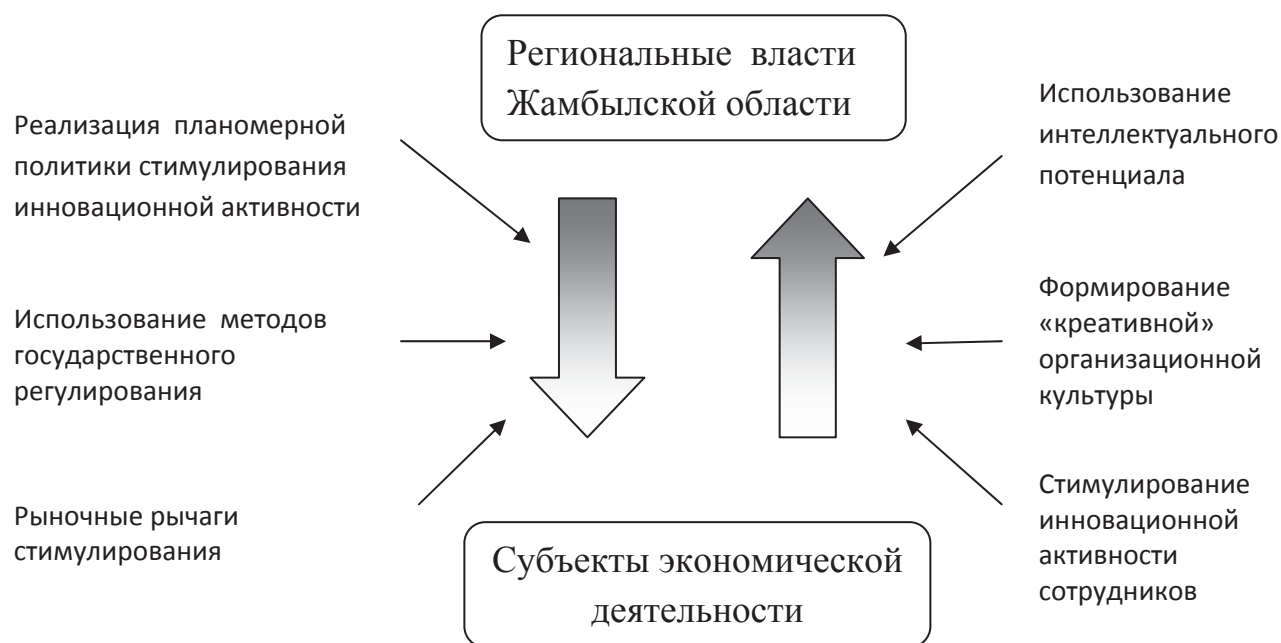 Региональные власти
Жамбылской области
Реализация планомерной
политики стимулирования
инновационной активности
Использование методов
государственного
регулирования
Рыночные рычаги
стимулирования
Использование
интеллектуального
потенциала
Формирование
«креативной»
организационной
культуры
Стимулирование
инновационной
активности
сотрудников
Субъекты экономической
деятельности